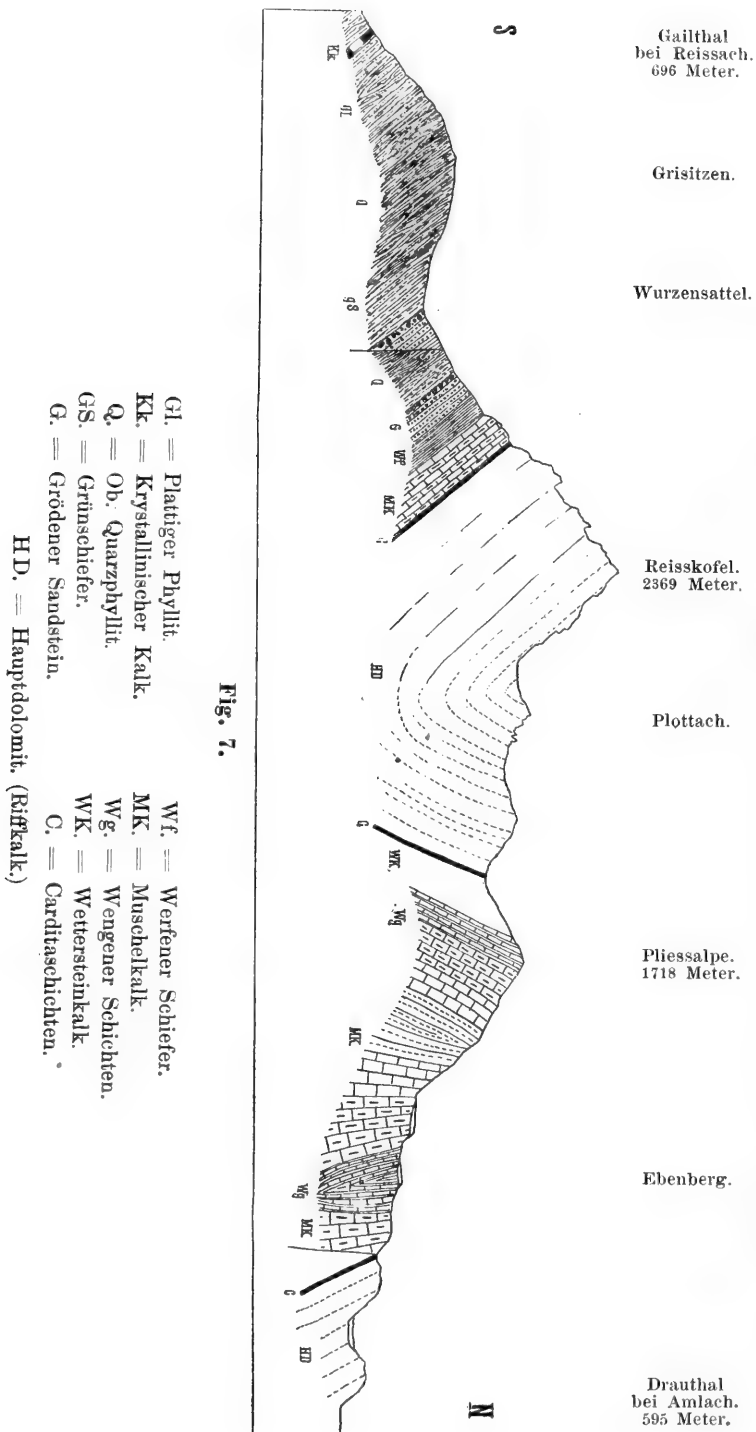 S
Gailthal
bei Reissach.
696 Meter.
Grisitzen.
Wurzensattel.
Reisskofel.
2369 Meter.
Plottach.
Pliessalpe.
1718 Meter.
Ebenberg.
Drauthal
bei Amlach.
595 Meter.
N
Kk
Gl.
Q
gs
Q
G
Wf.
MK
HD
C
WK.
Wg
MK
Wg
MK
C
HD
Fig. 7.
Gl. = Plattiger Phyllit.
Kk. = Krystallinischer Kalk.
Q. = Ob. Quarzphyllit.
GS. = Grünschiefer.
G. = Grödener Sandstein.
Wf. = Werfener Schiefer.
MK. = Muschelkalk.
Wg. = Wengener Schichten.
WK. = Wettersteinkalk.
C. = Carditaschichten.
H.D. = Hauptdolomit. (Riffkalk.)